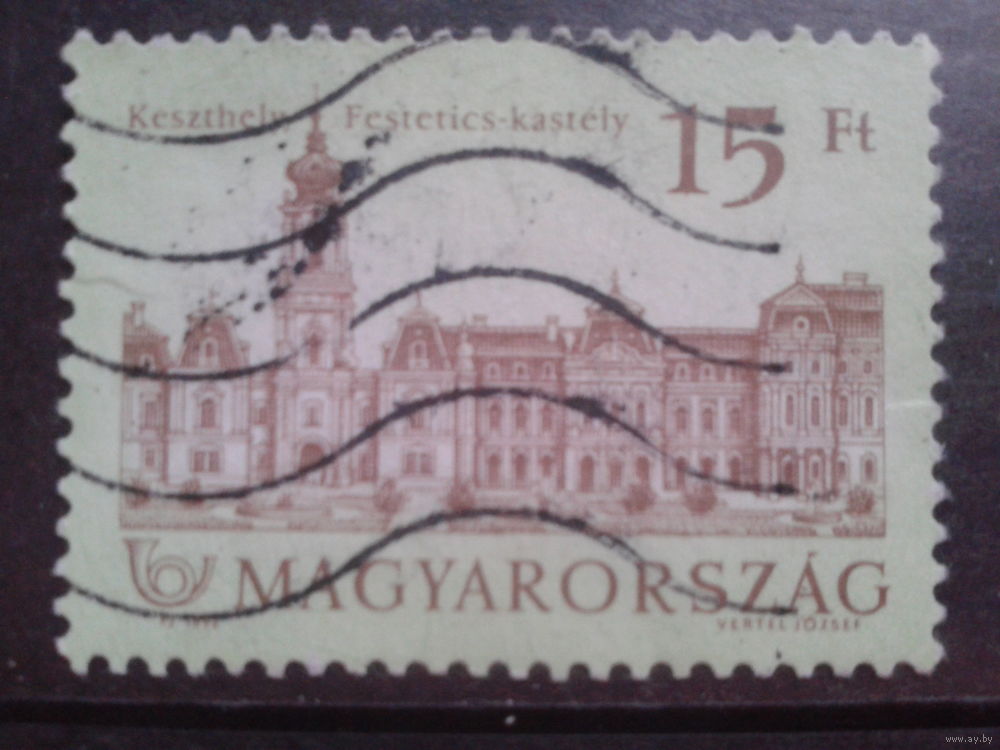 Keszthely Festetics-kastély 15 Ft
MAGYARORSZÁG
VERTEL JÓZSEF
www.ay.by